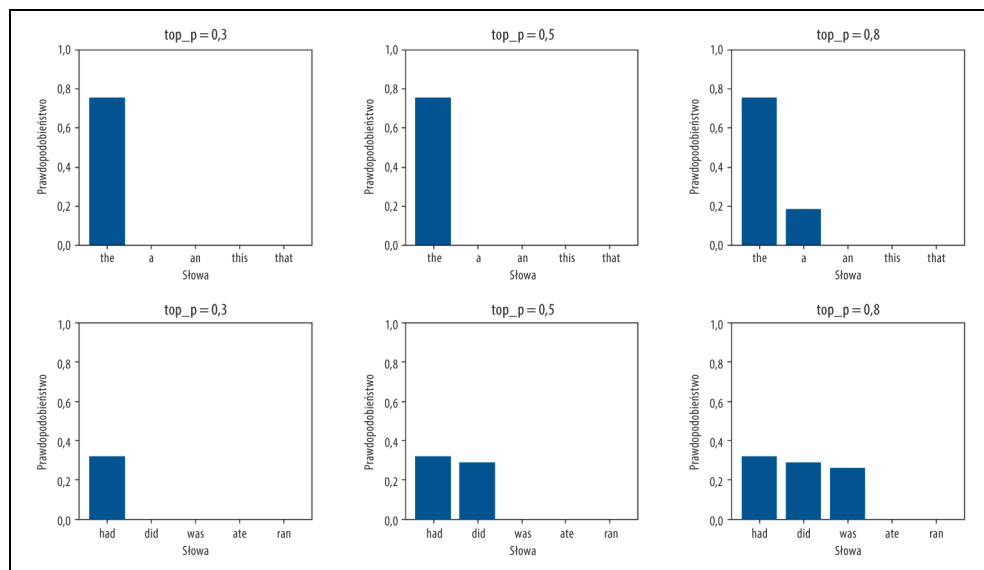 top_p = 0,3
1,0
0,8
0,6
0,4
0,2
0,0
Prawdopodobieństwo
the a an this that
Słowa
top_p = 0,5
1,0
0,8
0,6
0,4
0,2
0,0
Prawdopodobieństwo
the a an this that
Słowa
top_p = 0,8
1,0
0,8
0,6
0,4
0,2
0,0
Prawdopodobieństwo
the a an this that
Słowa
top_p = 0,3
1,0
0,8
0,6
0,4
0,2
0,0
Prawdopodobieństwo
had did was ate ran
Słowa
top_p = 0,5
1,0
0,8
0,6
0,4
0,2
0,0
Prawdopodobieństwo
had did was ate ran
Słowa
top_p = 0,8
1,0
0,8
0,6
0,4
0,2
0,0
Prawdopodobieństwo
had did was ate ran
Słowa